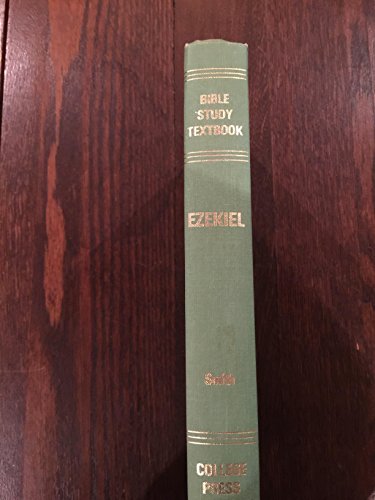 BIBLE
STUDY
TEXTBOOK
EZEKIEL
Smith
COLLEGE
PRESS